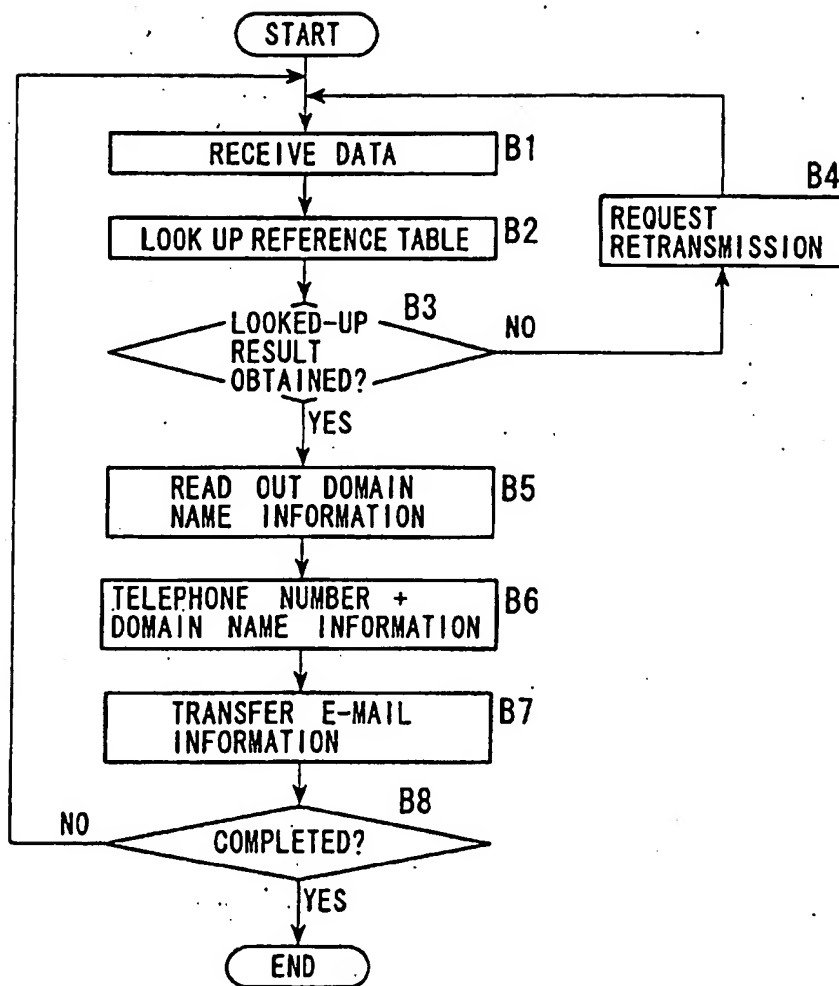 START
RECEIVE DATA
B1
LOOK UP REFERENCE TABLE
B2
LOOKED-UP
RESULT
OBTAINED?
B3
NO
REQUEST
RETRANSMISSION
B4
YES
READ OUT DOMAIN
NAME INFORMATION
B5
TELEPHONE NUMBER +
DOMAIN NAME INFORMATION
B6
TRANSFER E-MAIL
INFORMATION
B7
COMPLETED?
B8
NO
YES
END